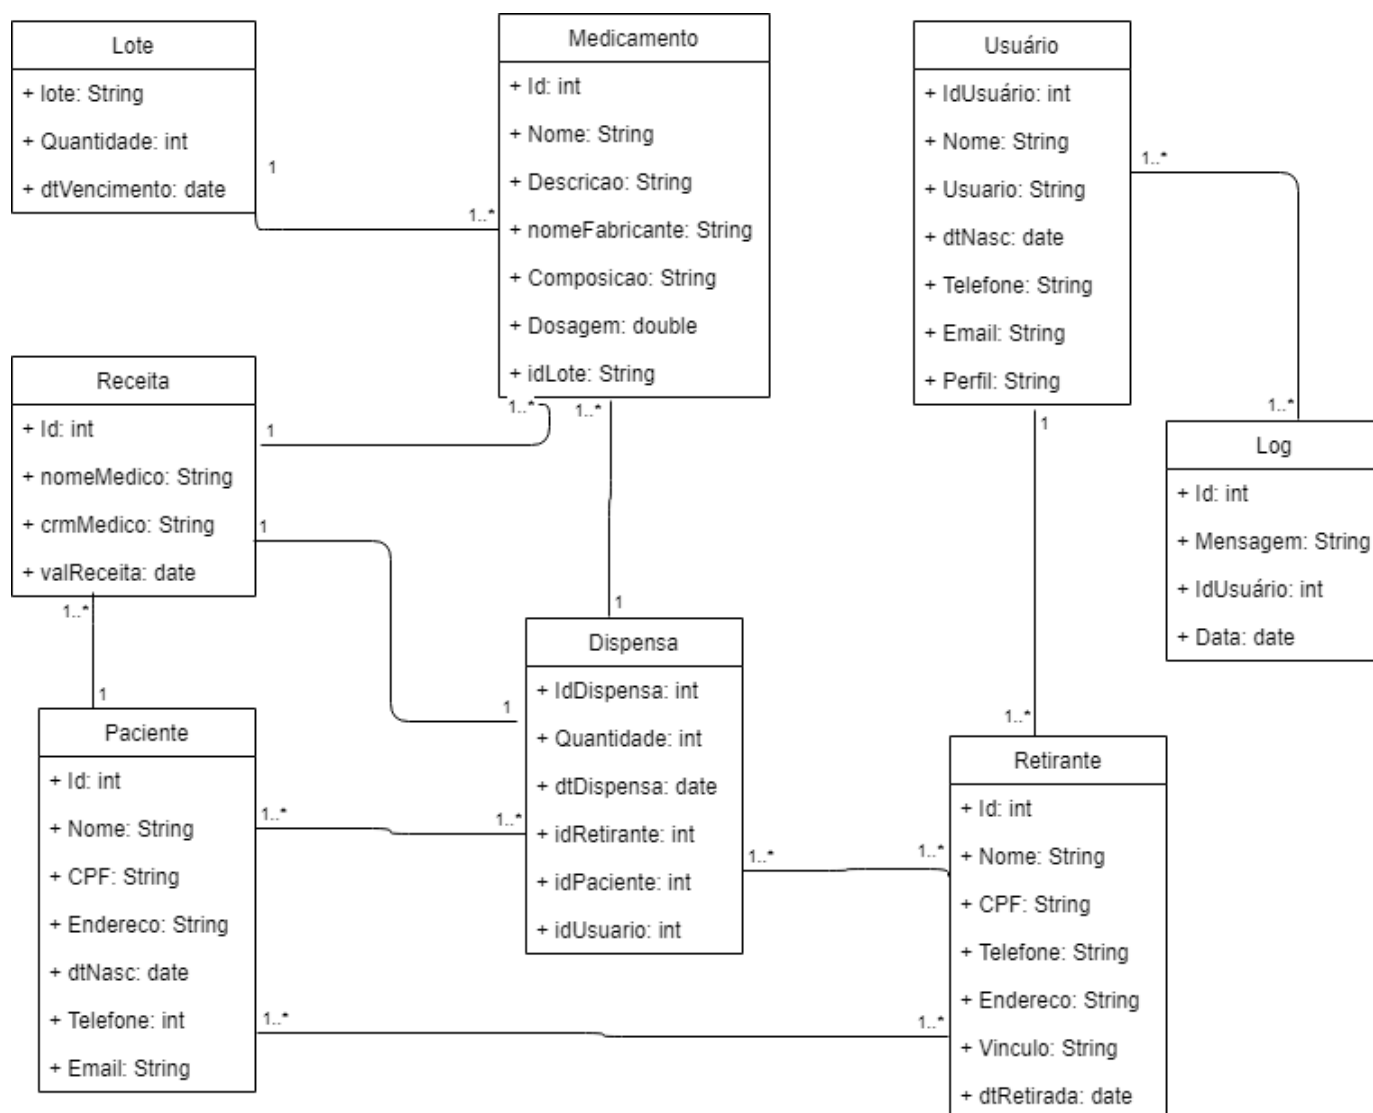 Lote
+ lote: String
+ Quantidade: int
+ dtVencimento: date
1
1..*
Medicamento
+ Id: int
+ Nome: String
+ Descricao: String
+ nomeFabricante: String
+ Composicao: String
+ Dosagem: double
+ idLote: String
1..*
1..*
Usuário
+ IdUsuário: int
+ Nome: String
+ Usuario: String
+ dtNasc: date
+ Telefone: String
+ Email: String
+ Perfil: String
1..*
1
1..*
Log
+ Id: int
+ Mensagem: String
+ IdUsuário: int
+ Data: date
Receita
+ Id: int
+ nomeMedico: String
+ crmMedico: String
+ valReceita: date
1
1
1..*
1
Paciente
+ Id: int
+ Nome: String
+ CPF: String
+ Endereco: String
+ dtNasc: date
+ Telefone: int
+ Email: String
1..*
1..*
1
1
1..*
Dispensa
+ IdDispensa: int
+ Quantidade: int
+ dtDispensa: date
+ idRetirante: int
+ idPaciente: int
+ idUsuario: int
1..*
1..*
1..*
1..*
Retirante
+ Id: int
+ Nome: String
+ CPF: String
+ Telefone: String
+ Endereco: String
+ Vinculo: String
+ dtRetirada: date